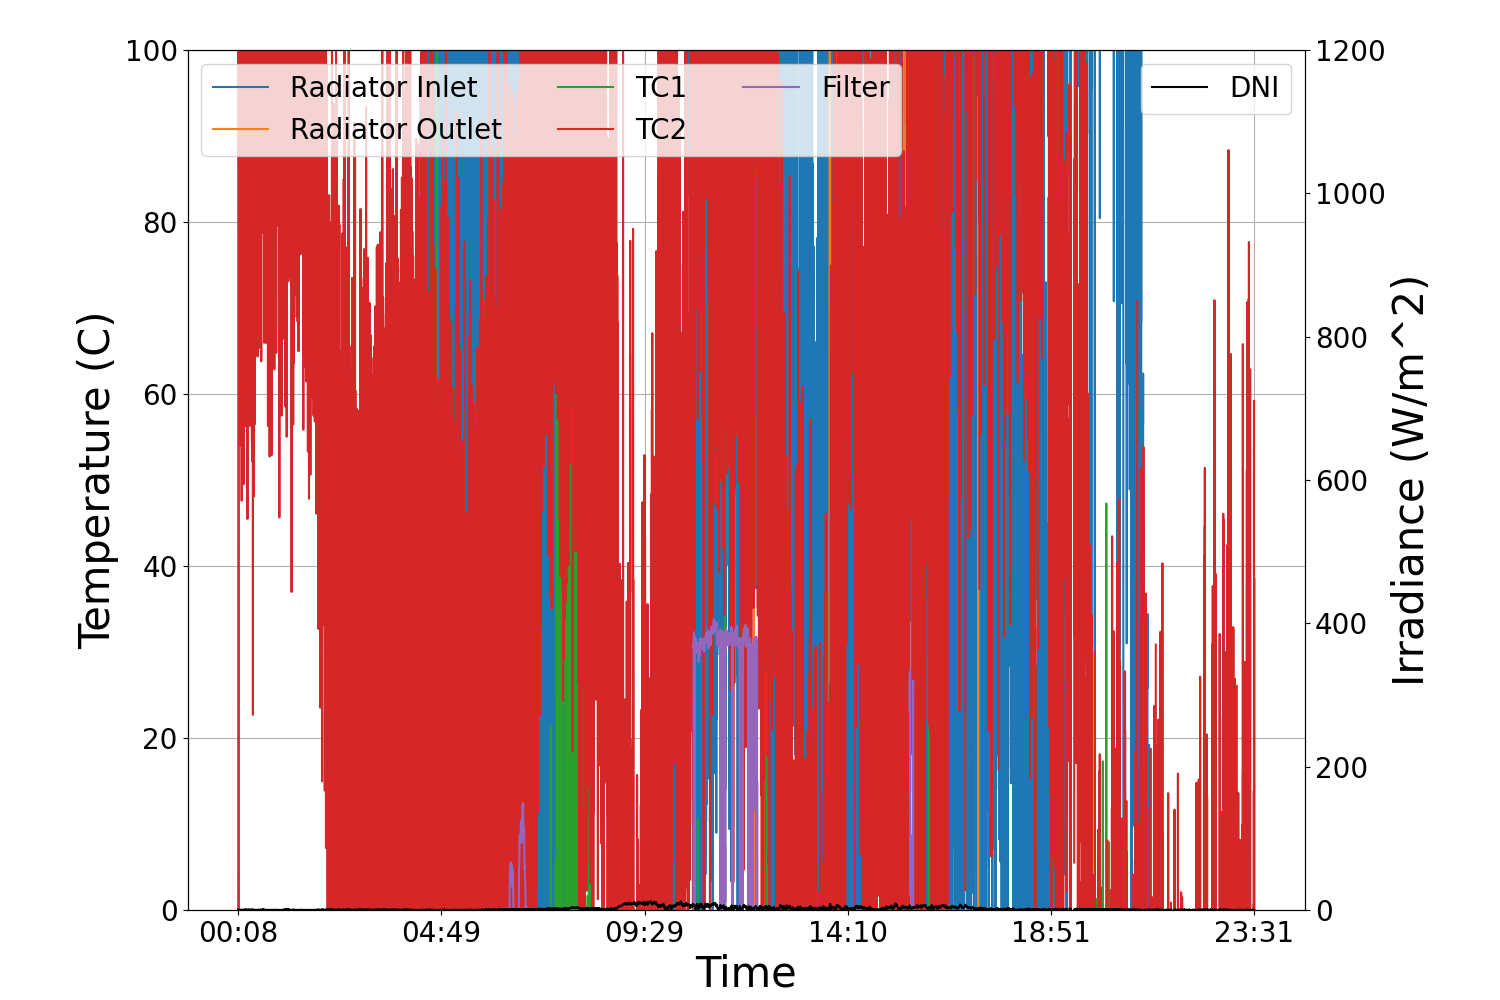 100
80
60
40
20
0
Temperature (C)
Radiator Inlet
Radiator Outlet
TC1
TC2
Filter
DNI
1200
1000
800
600
400
200
0
Irradiance (W/m^2)
00:08
04:49
09:29
14:10
18:51
23:31
Time